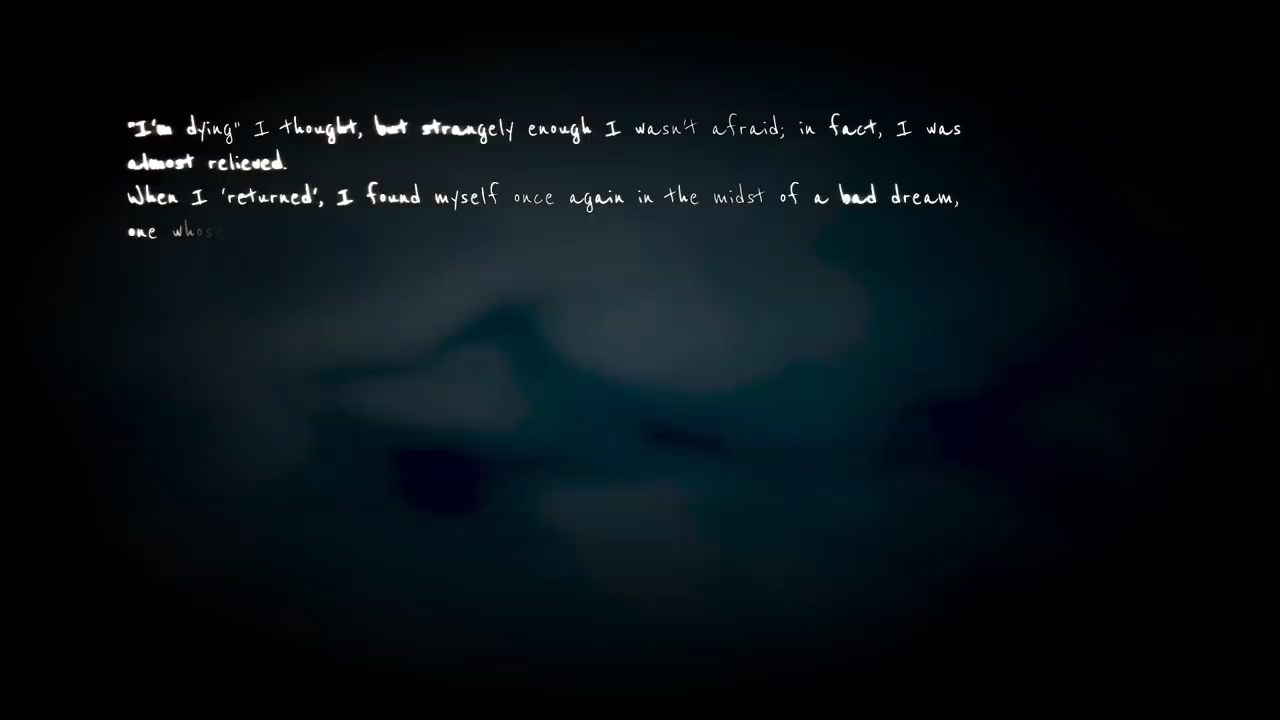 "I'm dying" I thought, but strangely enough I wasn't afraid; in fact, I was
almost relieved.
When I 'returned', I found myself once again in the midst of a bad dream,
one whose